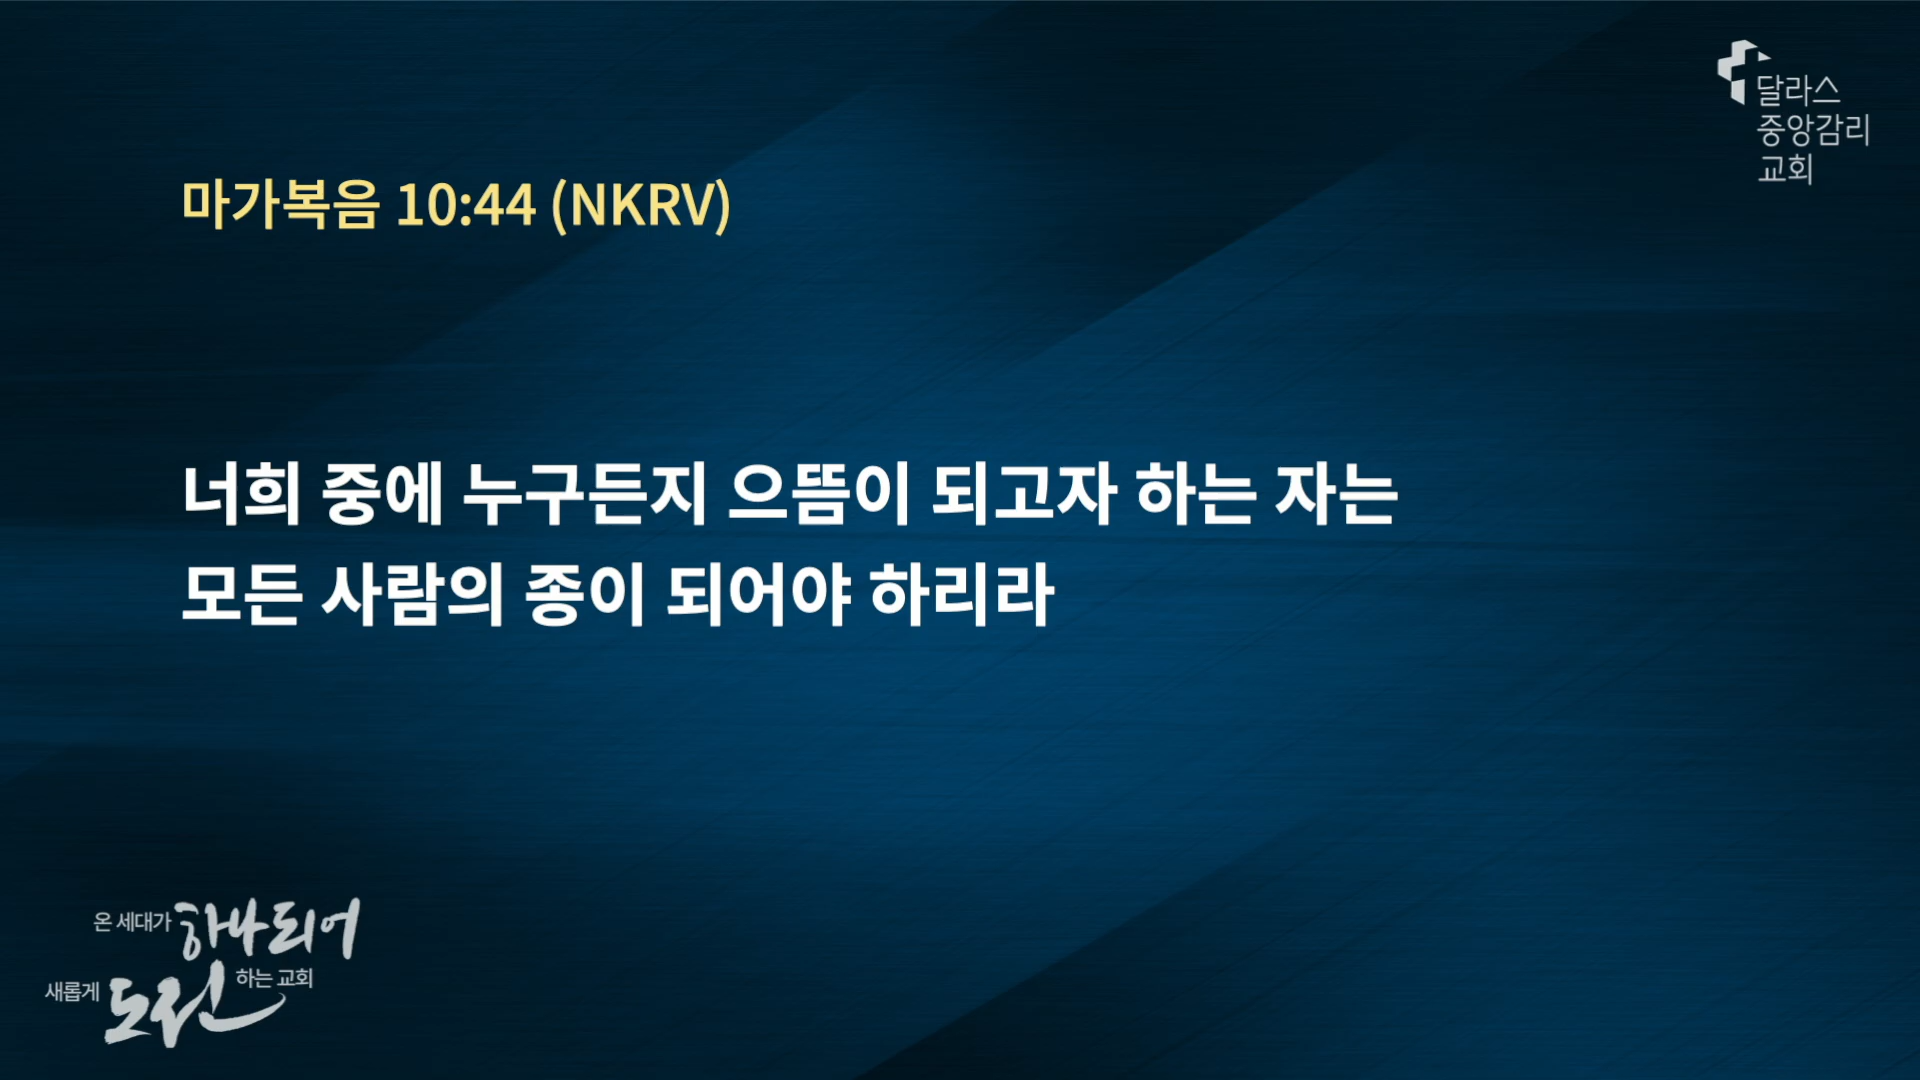 달라스
중앙감리
교회
마가복음 10:44 (NKRV)
너희 중에 누구든지 으뜸이 되고자 하는 자는
모든 사람의 종이 되어야 하리라
온 세대가 하나되어
새롭게 도전 하는 교회